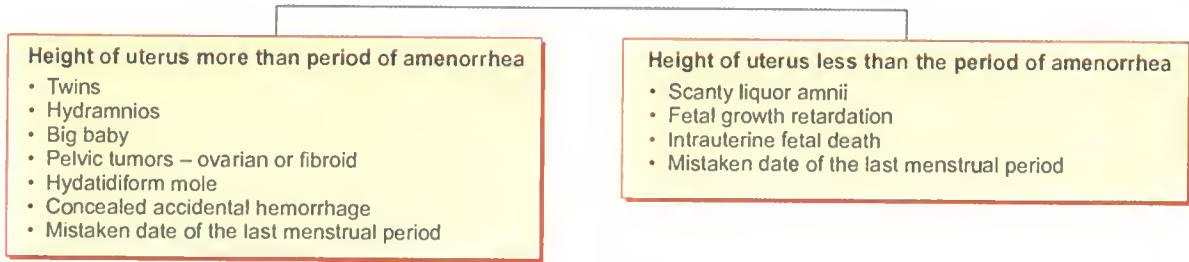 Height of uterus more than period of amenorrhea
• Twins
• Hydramnios
• Big baby
• Pelvic tumors – ovarian or fibroid
• Hydatidiform mole
• Concealed accidental hemorrhage
• Mistaken date of the last menstrual period
Height of uterus less than the period of amenorrhea
• Scanty liquor amnii
• Fetal growth retardation
• Intrauterine fetal death
• Mistaken date of the last menstrual period